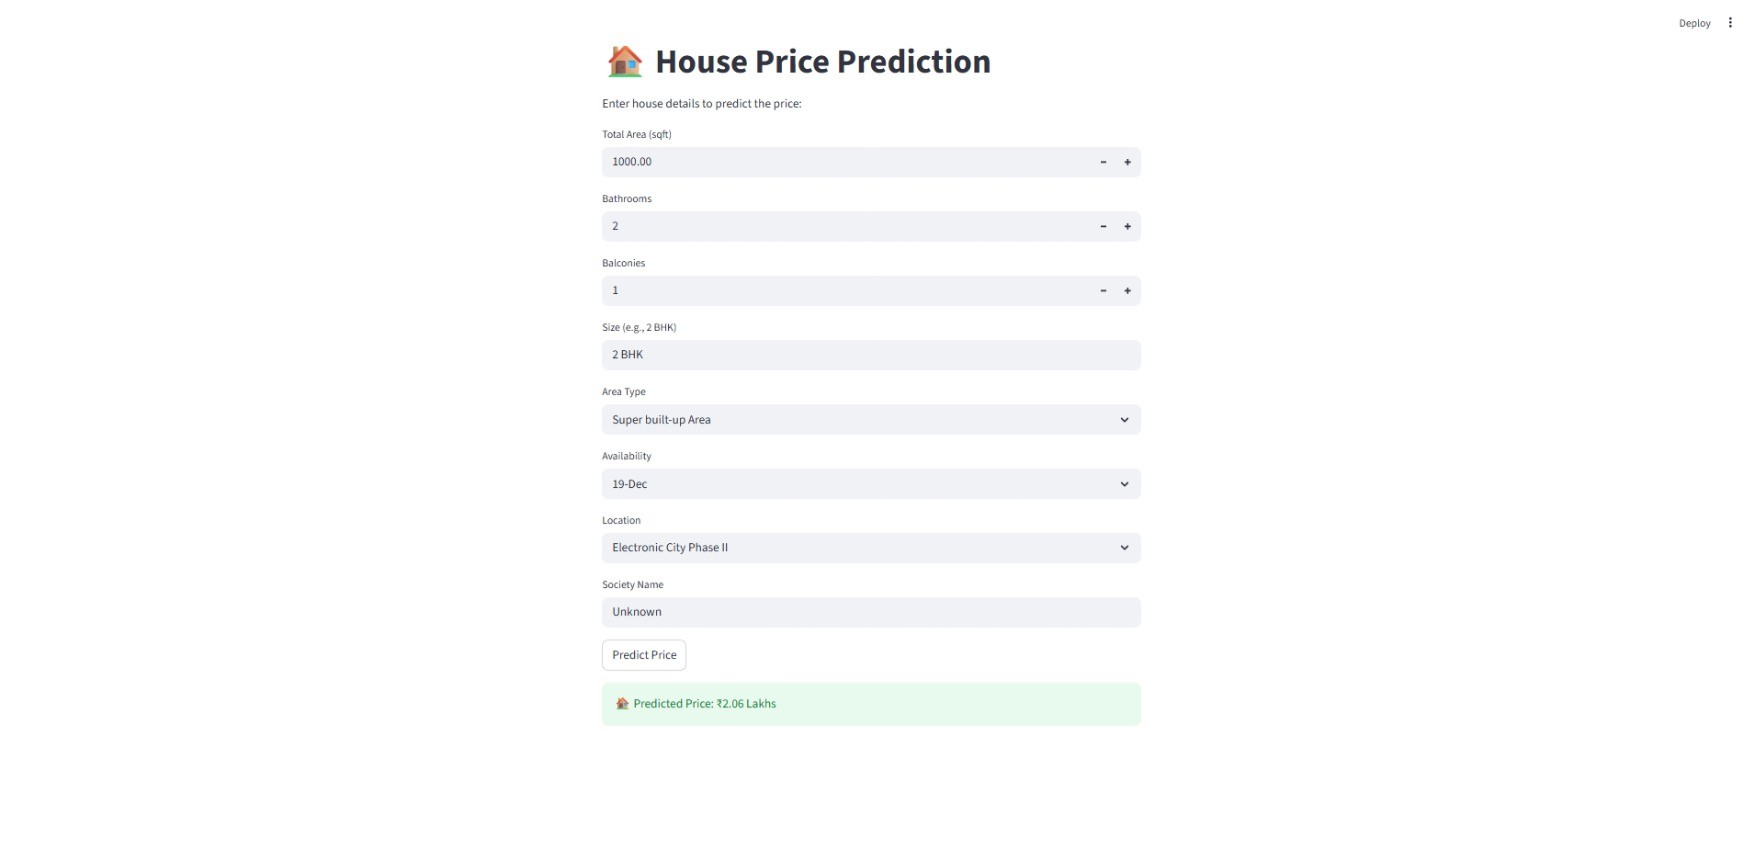 Deploy
House Price Prediction
Enter house details to predict the price:
Total Area (sqft)
1000.00
Bathrooms
2
Balconies
1
Size (e.g., 2 BHK)
2 BHK
Area Type
Super built-up Area
Availability
19-Dec
Location
Electronic City Phase II
Society Name
Unknown
Predict Price
Predicted Price: ₹2.06 Lakhs